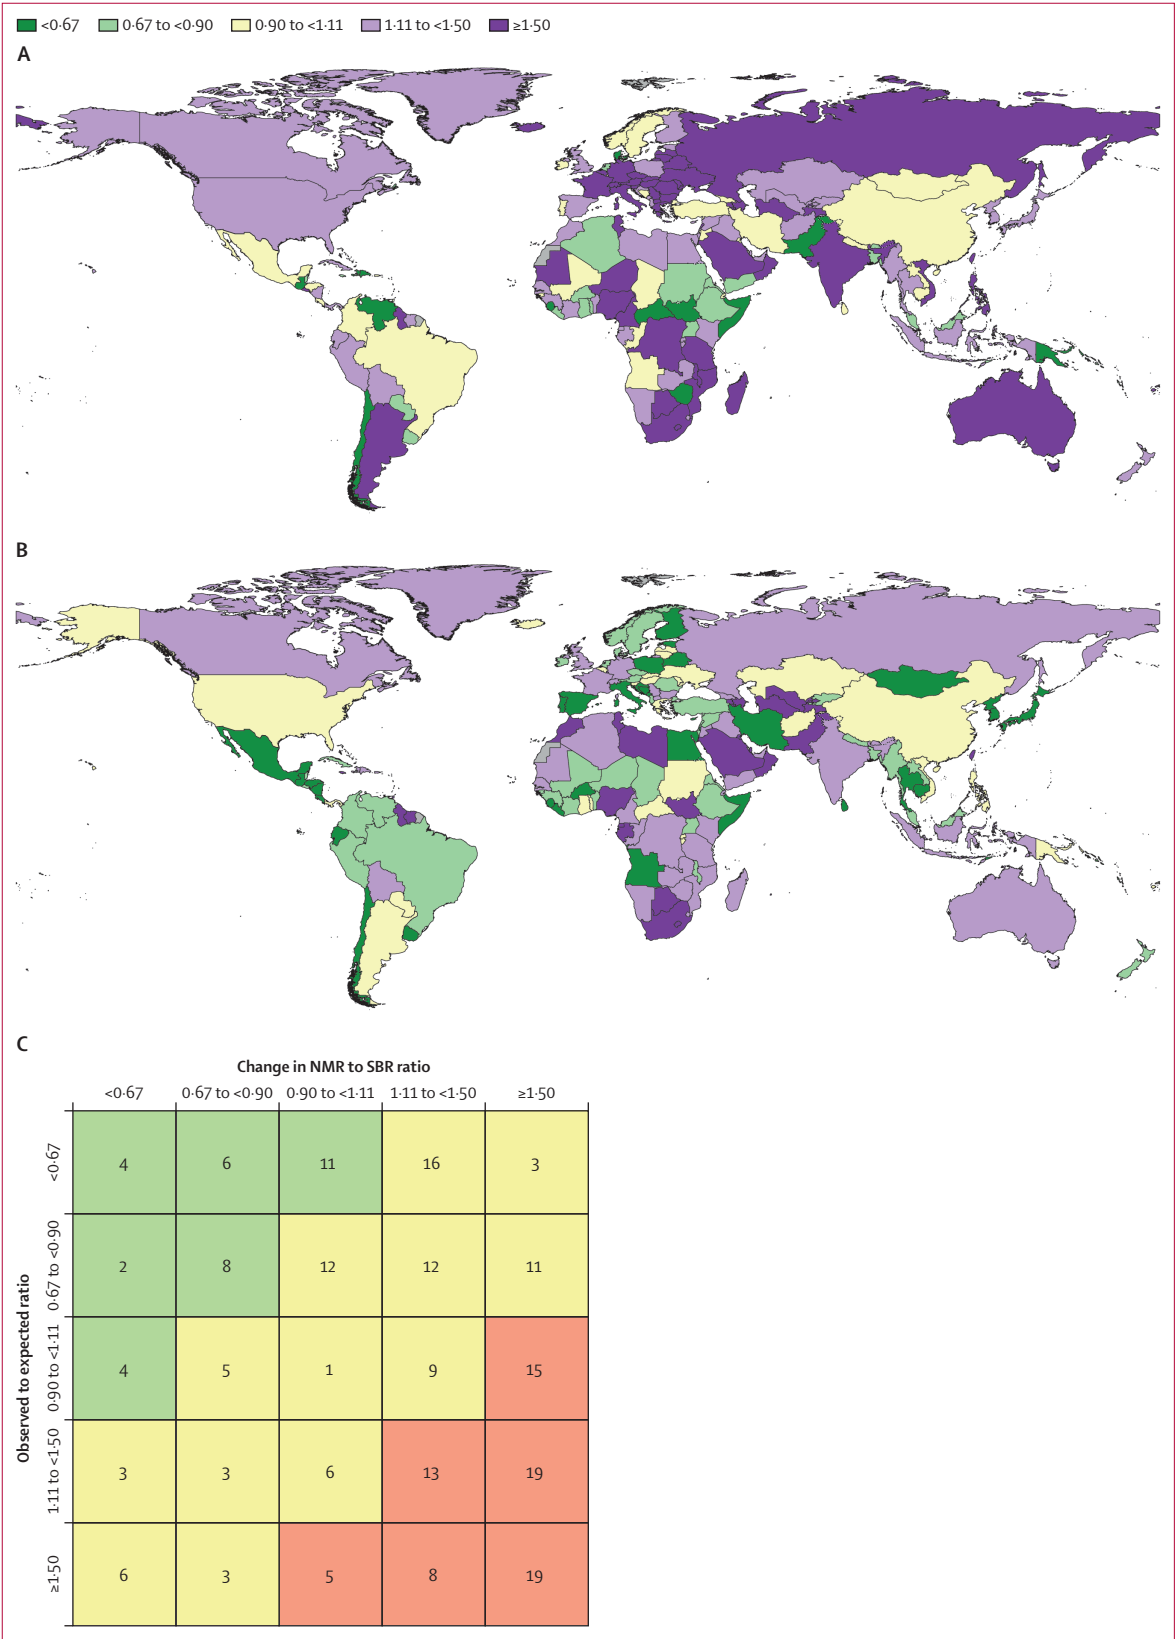 <0·67 0·67 to <0·90 0·90 to <1·11 1·11 to <1·50 ≥1·50
A
B
C
Change in NMR to SBR ratio
<0·67 0·67 to <0·90 0·90 to <1·11 1·11 to <1·50 ≥1·50
Observed to expected ratio
<0·67 4 6 11 16 3
0·67 to <0·90 2 8 12 12 11
0·90 to <1·11 4 5 1 9 15
1·11 to <1·50 3 3 6 13 19
≥1·50 6 3 5 8 19